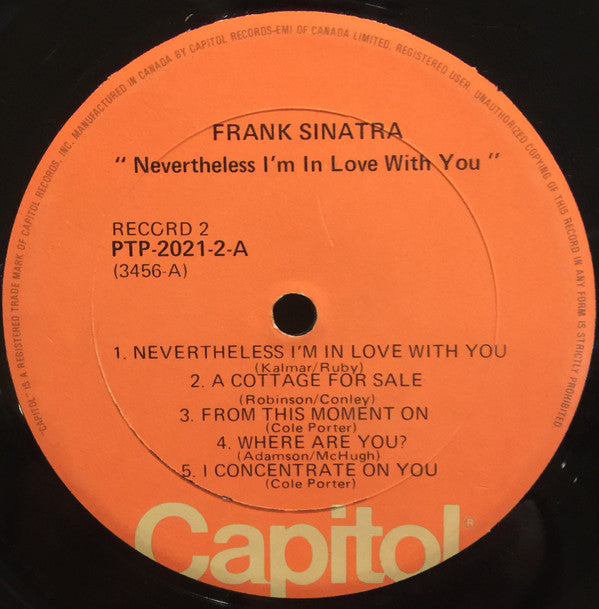 "CAPITOL" IS A REGISTERED TRADE MARK OF CAPITOL RECORDS, INC. MANUFACTURED IN CANADA BY CAPITOL RECORDS-EMI OF CANADA LIMITED, REGISTERED USER. UNAUTHORIZED COPYING OF THIS RECORD IN ANY FORM IS STRICTLY PROHIBITED
FRANK SINATRA
" Nevertheless I'm In Love With You "
RECORD 2
PTP-2021-2-A
(3456-A)
1. NEVERTHELESS I'M IN LOVE WITH YOU
(Kalmar/Ruby)
2. A COTTAGE FOR SALE
(Robinson/Conley)
3. FROM THIS MOMENT ON
(Cole Porter)
4. WHERE ARE YOU?
(Adamson/McHugh)
5. I CONCENTRATE ON YOU
(Cole Porter)
Capitol®